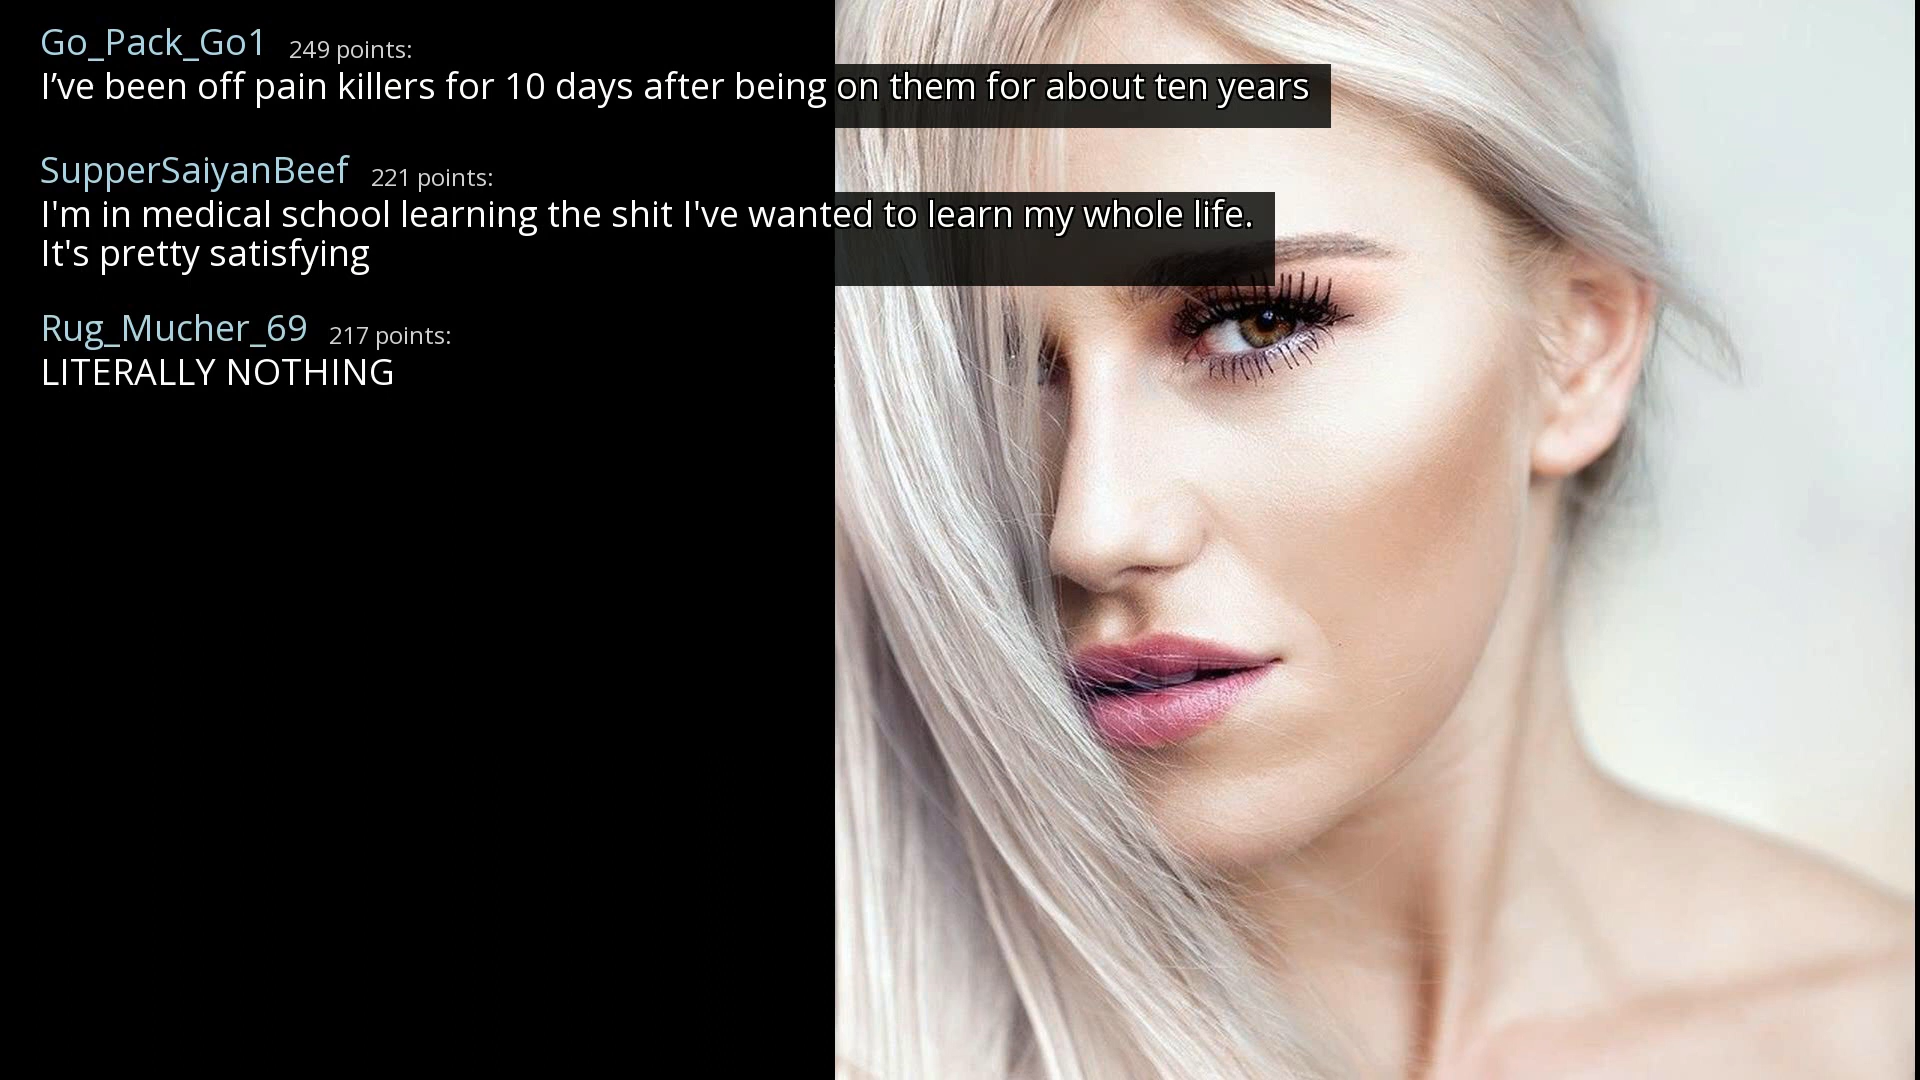 Go_Pack_Go1 249 points:
I’ve been off pain killers for 10 days after being on them for about ten years
SupperSaiyanBeef 221 points:
I'm in medical school learning the shit I've wanted to learn my whole life.
It's pretty satisfying
Rug_Mucher_69 217 points:
LITERALLY NOTHING